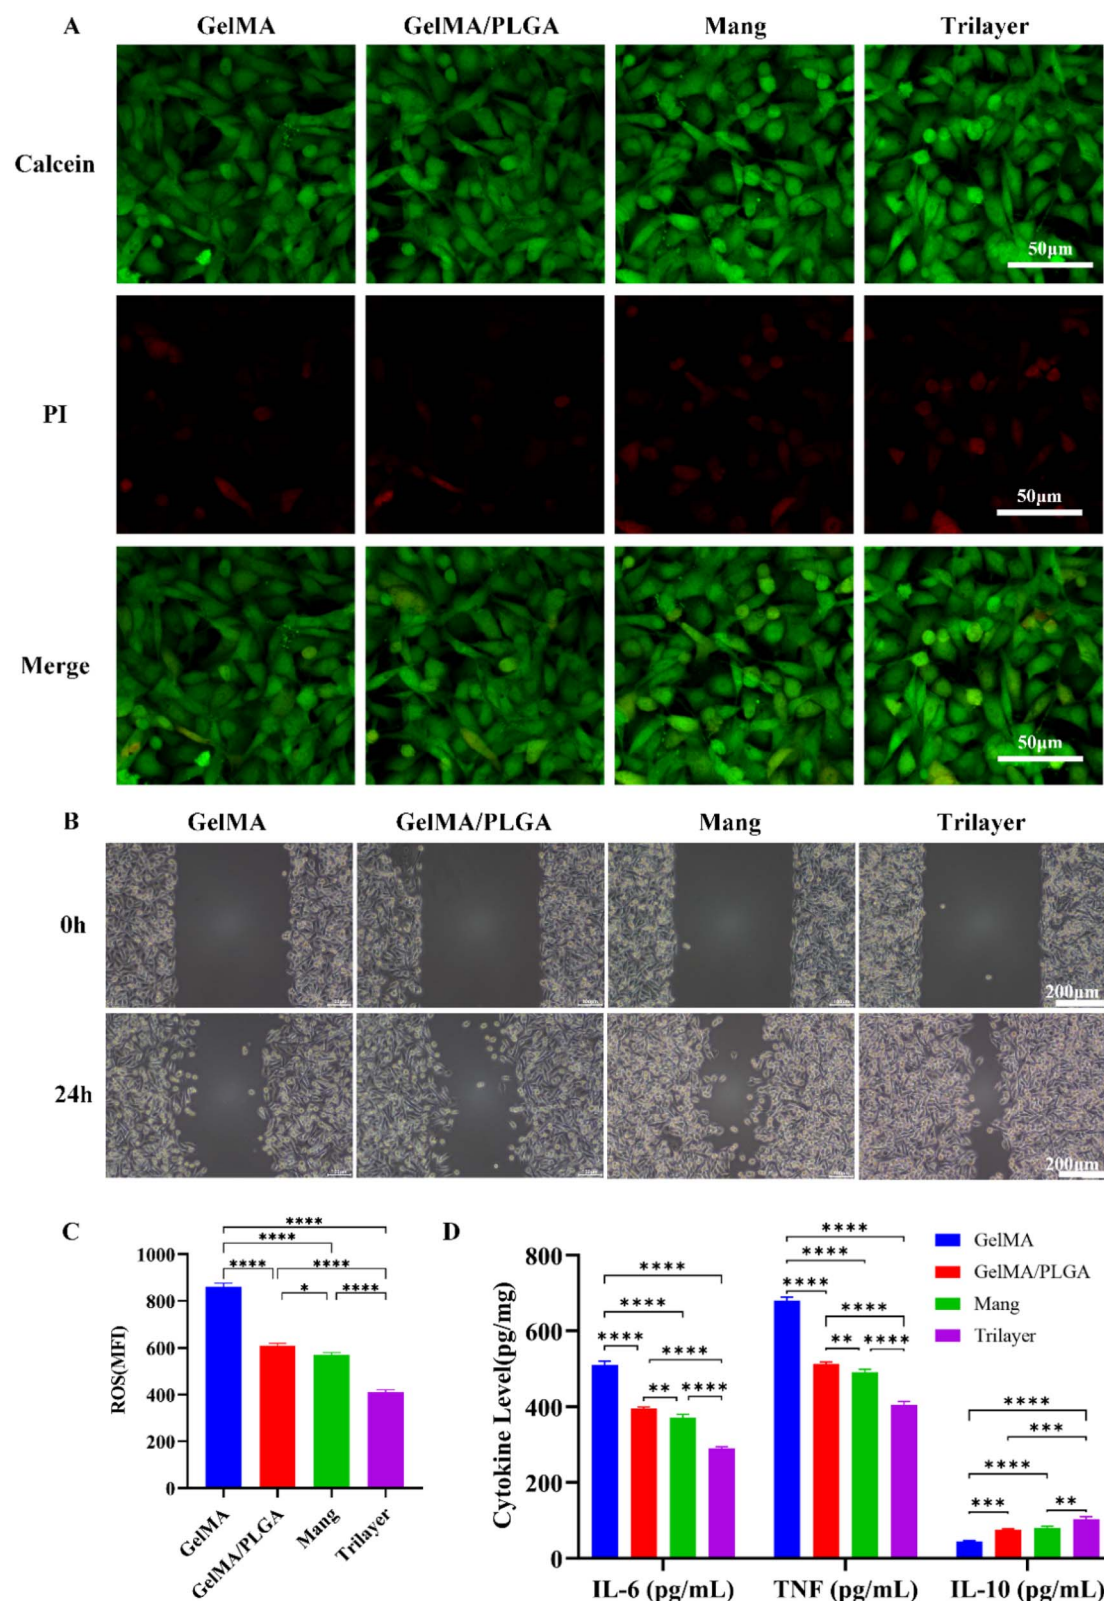 A GelMA GelMA/PLGA Mang Trilayer
Calcein
50μm
PI
50μm
Merge
50μm
B GelMA GelMA/PLGA Mang Trilayer
0h
200μm
24h
200μm
C
****
****
**** ****
* ****
ROS(MFI)
1000
800
600
400
200
0
GelMA
GelMA/PLGA
Mang
Trilayer
D
GelMA
GelMA/PLGA
Mang
Trilayer
Cytokine Level(pg/mg)
800
600
400
200
0
****
****
****
****
** ****
****
****
****
****
** ****
****
***
****
*** **
IL-6 (pg/mL) TNF (pg/mL) IL-10 (pg/mL)